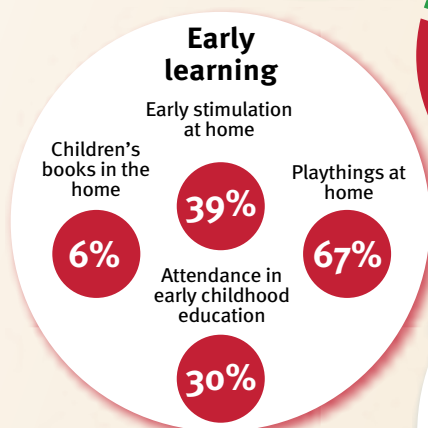 Early
learning
Early stimulation
at home
39%
Children's
books in the
home
6%
Playthings at
home
67%
Attendance in
early childhood
education
30%